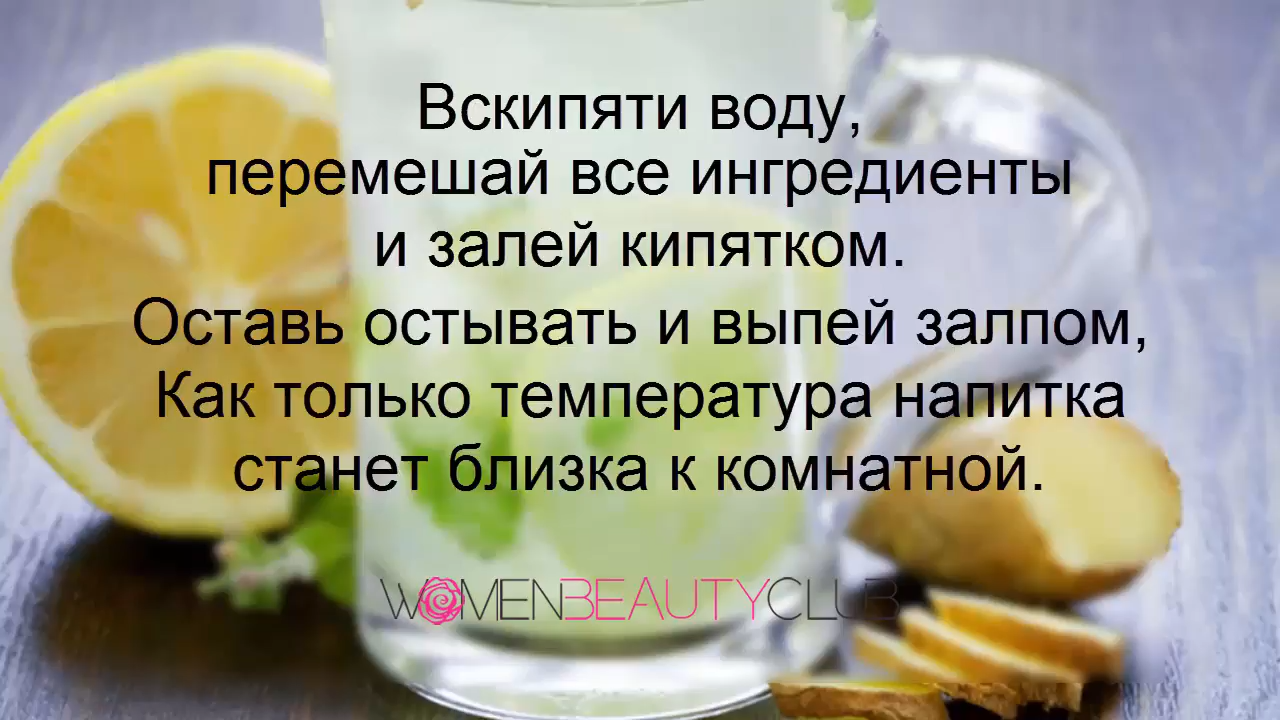 Вскипяти воду,
перемешай все ингредиенты
и залей кипятком.
Оставь остывать и выпей залпом,
Как только температура напитка
станет близка к комнатной.
WOMENBEAUTYCLUB